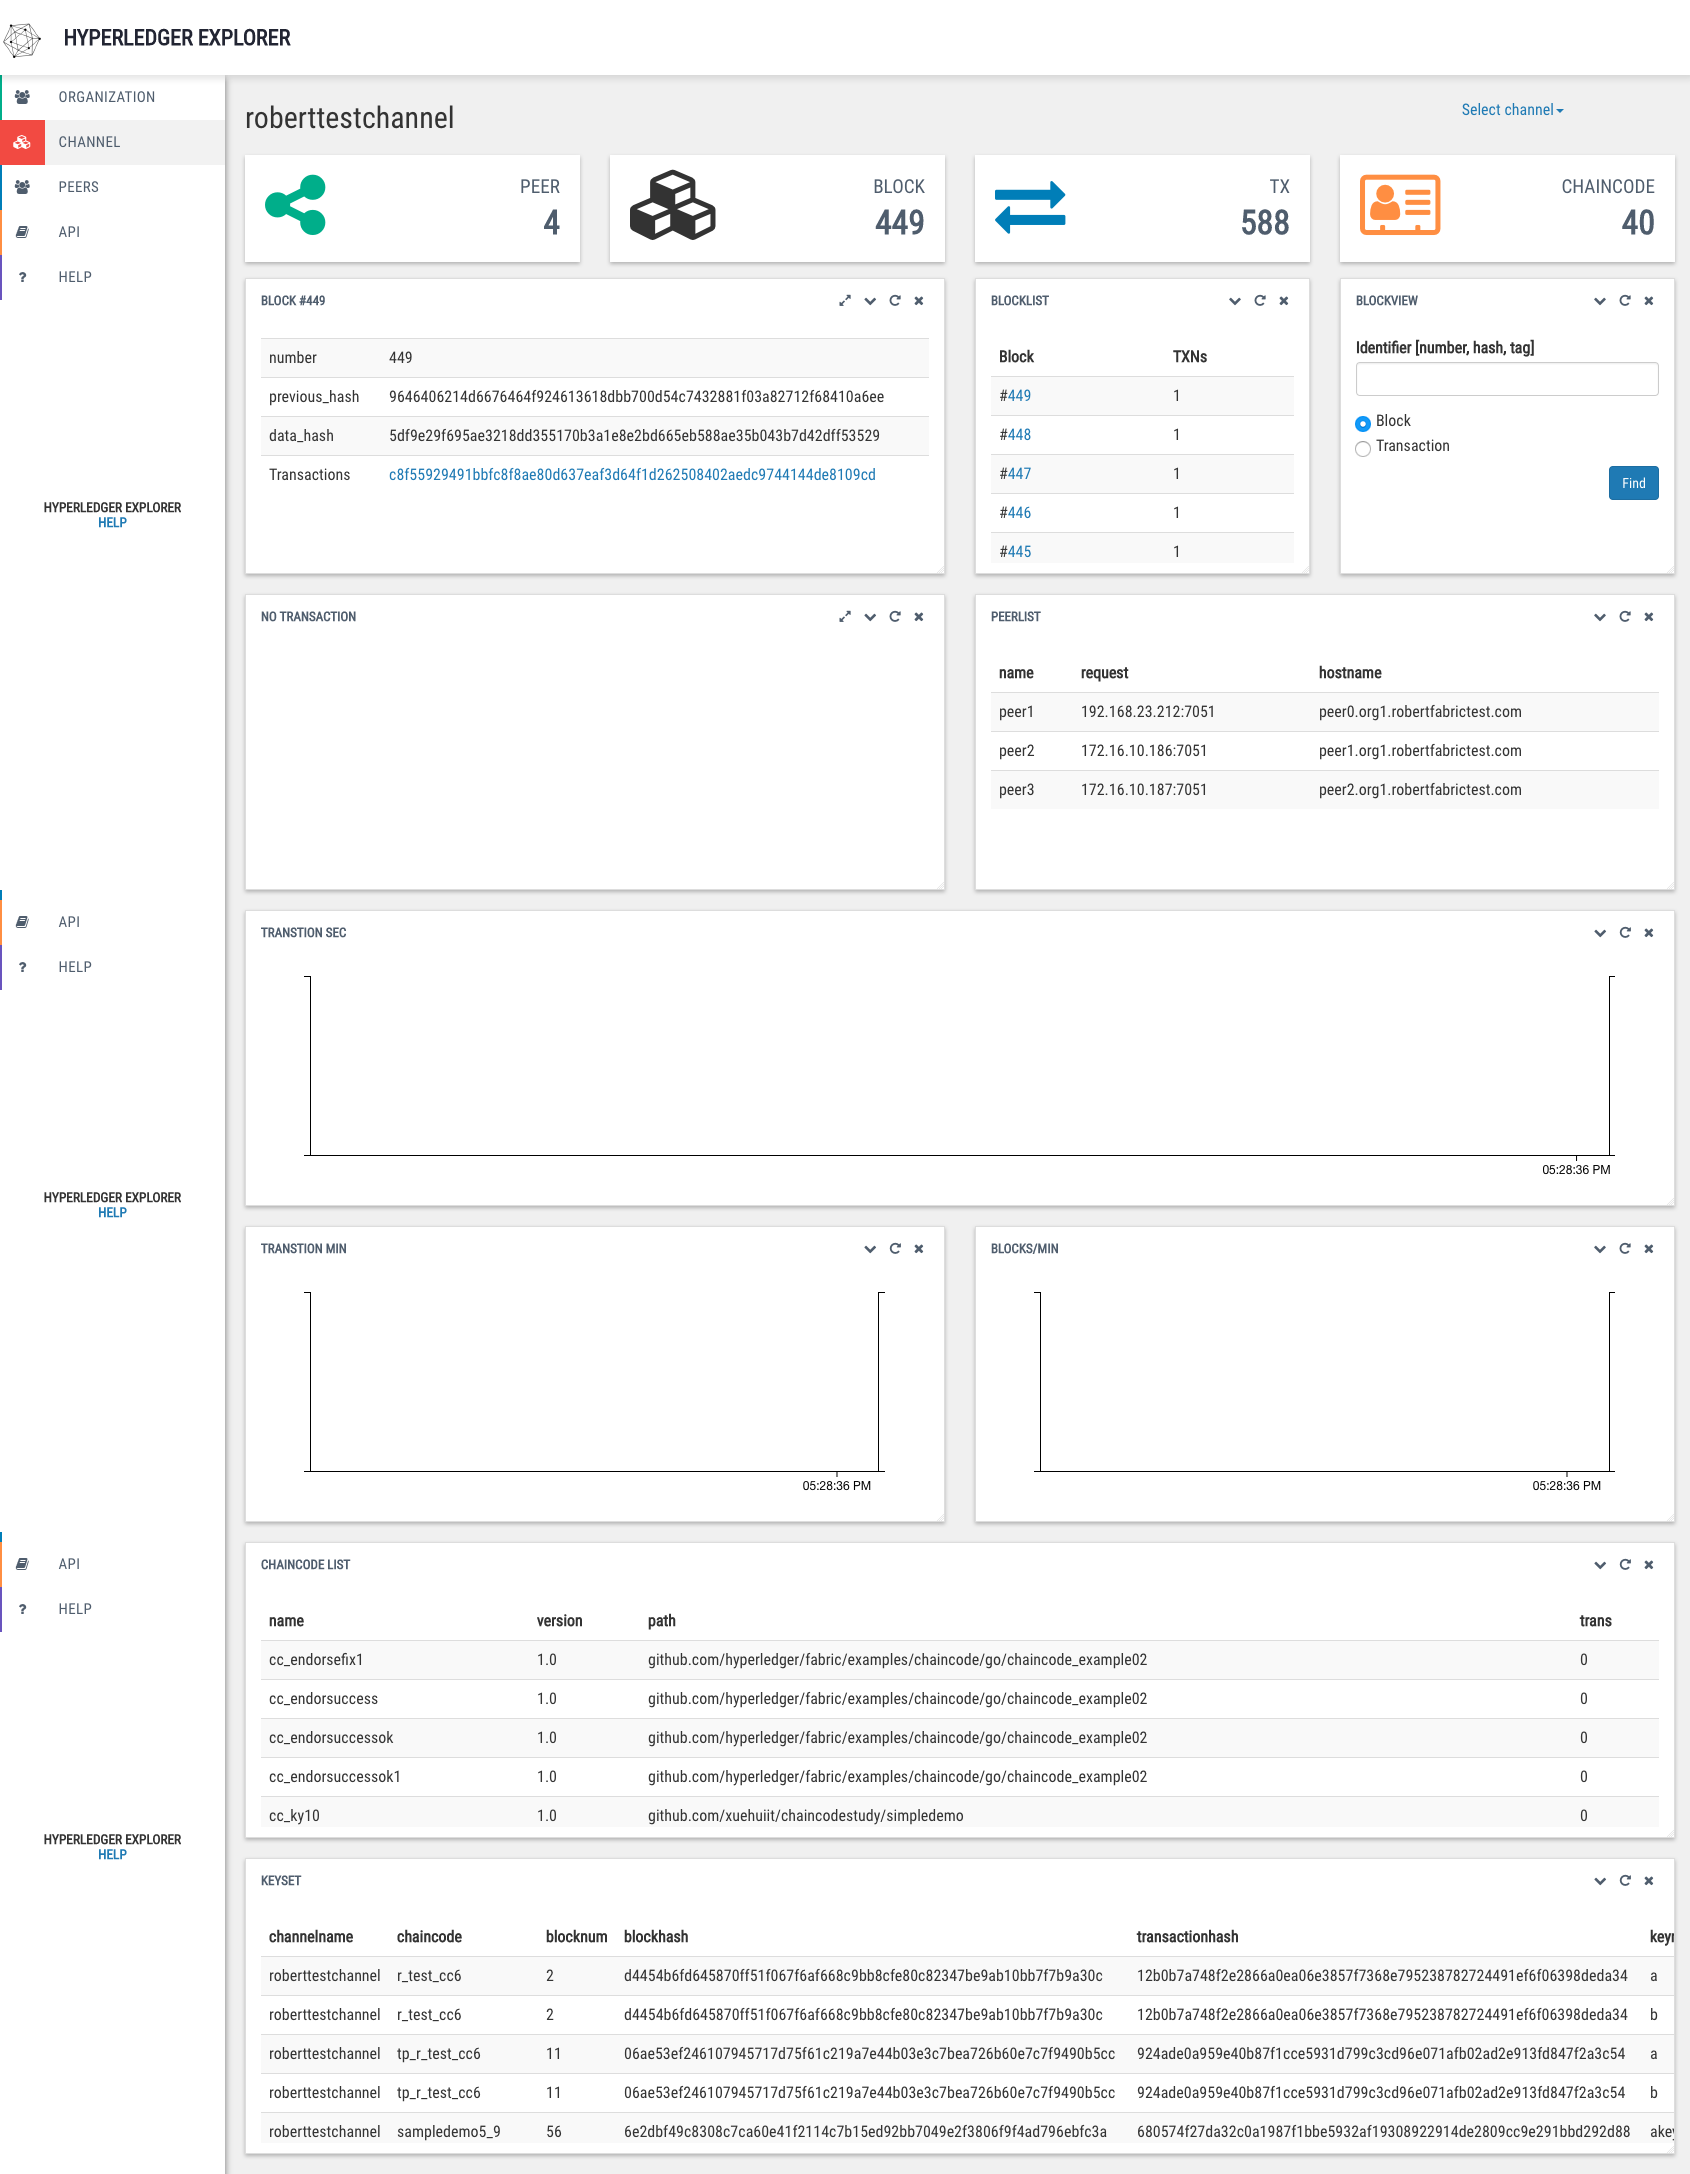 HYPERLEDGER EXPLORER
ORGANIZATION
CHANNEL
PEERS
API
HELP
HYPERLEDGER EXPLORER
HELP
API
HELP
HYPERLEDGER EXPLORER
HELP
API
HELP
HYPERLEDGER EXPLORER
HELP
roberttestchannel
Select channel
PEER
4
BLOCK
449
TX
588
CHAINCODE
40
BLOCK #449
number 449
previous_hash 9646406214d6676464f924613618dbb700d54c7432881f03a82712f68410a6ee
data_hash 5df9e29f695ae3218dd355170b3a1e8e2bd665eb588ae35b043b7d42dff53529
Transactions c8f55929491bbfc8f8ae80d637eaf3d64f1d262508402aedc9744144de8109cd
BLOCKLIST
Block TXNs
#449 1
#448 1
#447 1
#446 1
#445 1
BLOCKVIEW
Identifier [number, hash, tag]
Block
Transaction
Find
NO TRANSACTION
PEERLIST
name request hostname
peer1 192.168.23.212:7051 peer0.org1.robertfabrictest.com
peer2 172.16.10.186:7051 peer1.org1.robertfabrictest.com
peer3 172.16.10.187:7051 peer2.org1.robertfabrictest.com
TRANSTION SEC
05:28:36 PM
TRANSTION MIN
05:28:36 PM
BLOCKS/MIN
05:28:36 PM
CHAINCODE LIST
name version path trans
cc_endorsefix1 1.0 github.com/hyperledger/fabric/examples/chaincode/go/chaincode_example02 0
cc_endorsuccess 1.0 github.com/hyperledger/fabric/examples/chaincode/go/chaincode_example02 0
cc_endorsuccessok 1.0 github.com/hyperledger/fabric/examples/chaincode/go/chaincode_example02 0
cc_endorsuccessok1 1.0 github.com/hyperledger/fabric/examples/chaincode/go/chaincode_example02 0
cc_ky10 1.0 github.com/xuehuiit/chaincodestudy/simpledemo 0
KEYSET
channelname chaincode blocknum blockhash transactionhash
roberttestchannel r_test_cc6 2 d4454b6fd645870ff51f067f6af668c9bb8cfe80c82347be9ab10bb7f7b9a30c 12b0b7a748f2e2866a0ea06e3857f7368e795238782724491ef6f06398deda34 a
roberttestchannel r_test_cc6 2 d4454b6fd645870ff51f067f6af668c9bb8cfe80c82347be9ab10bb7f7b9a30c 12b0b7a748f2e2866a0ea06e3857f7368e795238782724491ef6f06398deda34 b
roberttestchannel tp_r_test_cc6 11 06ae53ef246107945717d75f61c219a7e44b03e3c7bea726b60e7c7f9490b5cc 924ade0a959e40b87f1cce5931d799c3cd96e071afb02ad2e913fd847f2a3c54 a
roberttestchannel tp_r_test_cc6 11 06ae53ef246107945717d75f61c219a7e44b03e3c7bea726b60e7c7f9490b5cc 924ade0a959e40b87f1cce5931d799c3cd96e071afb02ad2e913fd847f2a3c54 b
roberttestchannel sampledemo5_9 56 6e2dbf49c8308c7ca60e41f2114c7b15ed92bb7049e2f3806f9f4ad796ebfc3a 680574f27da32c0a1987f1bbe5932af19308922914de2809cc9e291bbd292d88